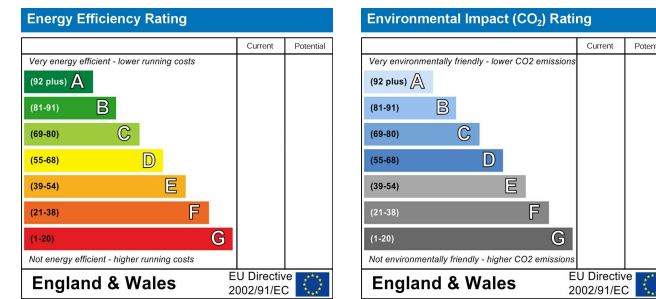 Energy Efficiency Rating
Current Potential
Very energy efficient - lower running costs
(92 plus) A
(81-91) B
(69-80) C
(55-68) D
(39-54) E
(21-38) F
(1-20) G
Not energy efficient - higher running costs
England & Wales
EU Directive
2002/91/EC
Environmental Impact (CO₂) Rating
Current Poten
Very environmentally friendly - lower CO2 emissions
(92 plus) A
(81-91) B
(69-80) C
(55-68) D
(39-54) E
(21-38) F
(1-20) G
Not environmentally friendly - higher CO2 emissions
England & Wales
EU Directive
2002/91/EC